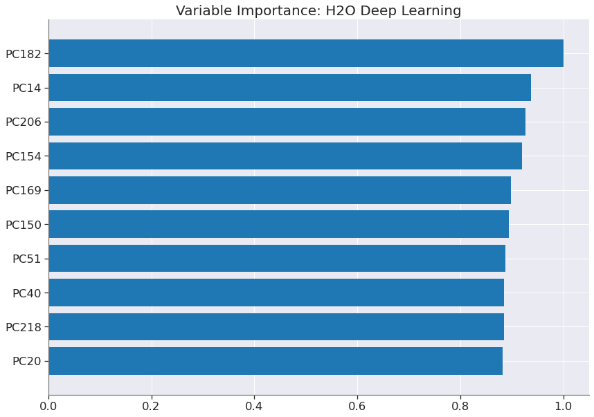 Variable Importance: H2O Deep Learning
PC182
PC14
PC206
PC154
PC169
PC150
PC51
PC40
PC218
PC20
0.0 0.2 0.4 0.6 0.8 1.0